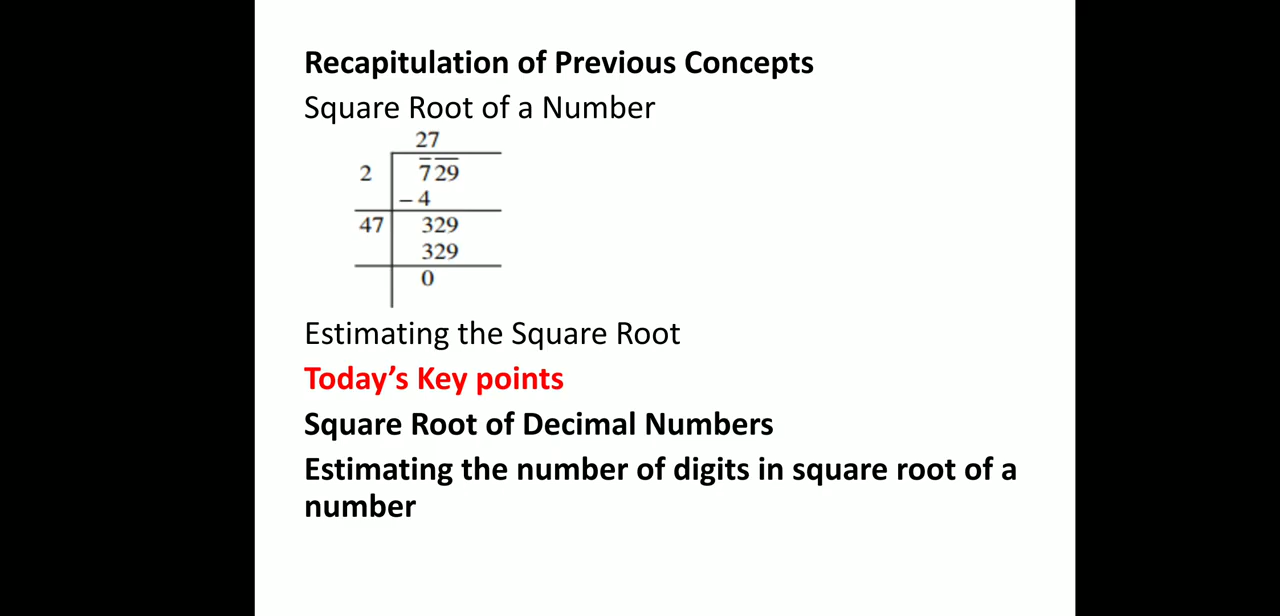 Recapitulation of Previous Concepts
Square Root of a Number
27
2 729
– 4
47 329
329
0
Estimating the Square Root
Today’s Key points
Square Root of Decimal Numbers
Estimating the number of digits in square root of a
number